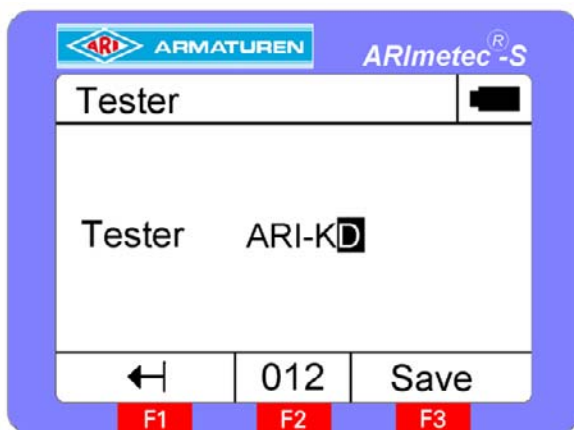 ARI ARMATUREN
ARImetec®-S
Tester
Tester ARI-KD
012 Save
F1 F2 F3